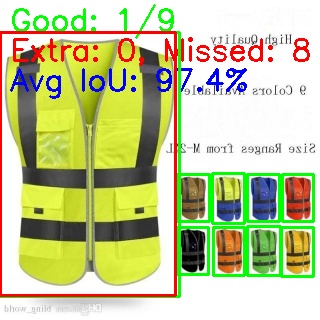 Good: 1/9
High Quality
Extra: 0, Missed: 8
Avg IoU: 97.4%
9 Colors Available
Size Ranges from M-2XL